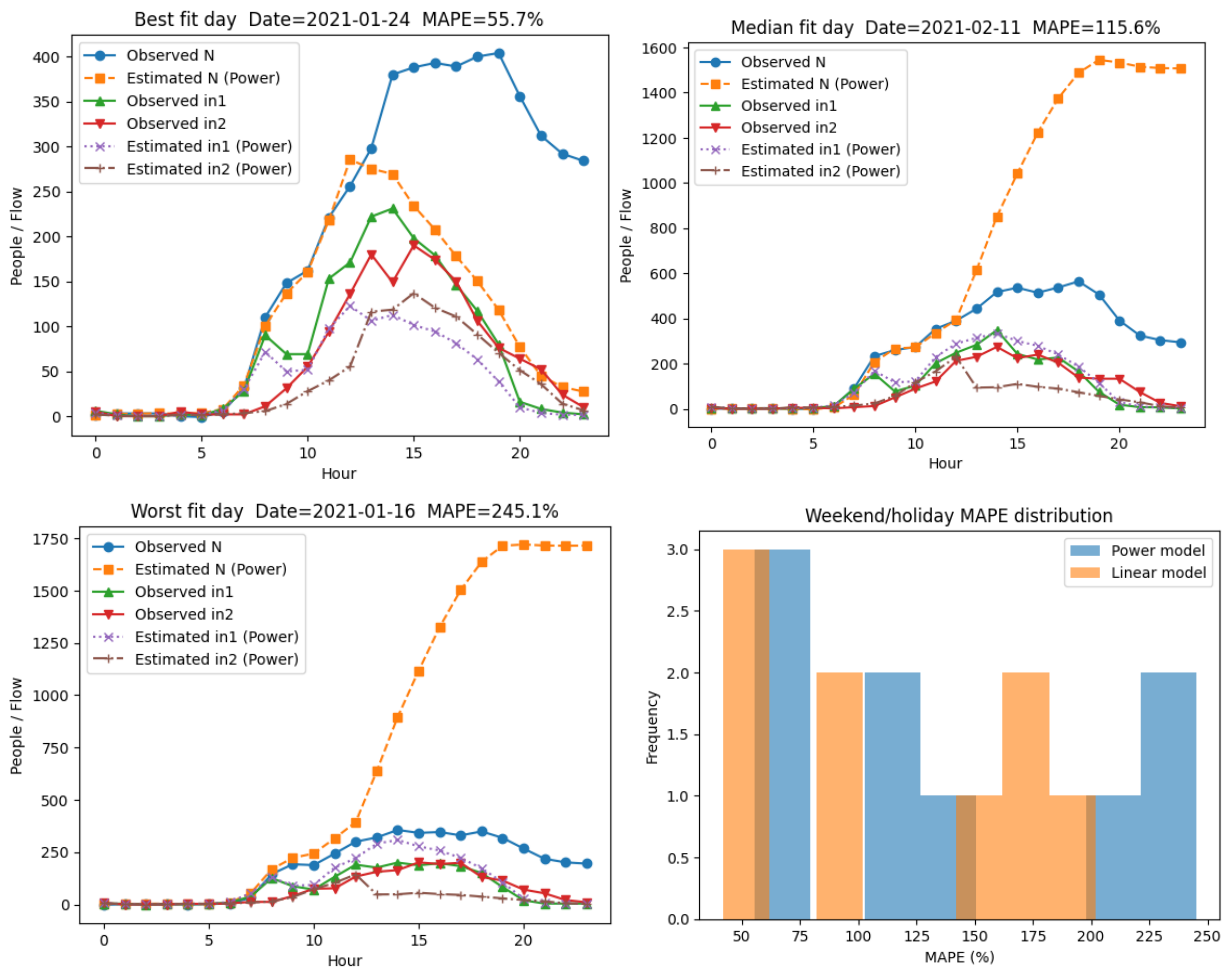 Best fit day  Date=2021-01-24  MAPE=55.7%
People / Flow
400
350
300
250
200
150
100
50
0
Observed N
Estimated N (Power)
Observed in1
Observed in2
Estimated in1 (Power)
Estimated in2 (Power)
0 5 10 15 20
Hour
Median fit day  Date=2021-02-11  MAPE=115.6%
People / Flow
1600
1400
1200
1000
800
600
400
200
0
Observed N
Estimated N (Power)
Observed in1
Observed in2
Estimated in1 (Power)
Estimated in2 (Power)
0 5 10 15 20
Hour
Worst fit day  Date=2021-01-16  MAPE=245.1%
People / Flow
1750
1500
1250
1000
750
500
250
0
Observed N
Estimated N (Power)
Observed in1
Observed in2
Estimated in1 (Power)
Estimated in2 (Power)
0 5 10 15 20
Hour
Weekend/holiday MAPE distribution
Frequency
3.0
2.5
2.0
1.5
1.0
0.5
0.0
Power model
Linear model
50 75 100 125 150 175 200 225 250
MAPE (%)